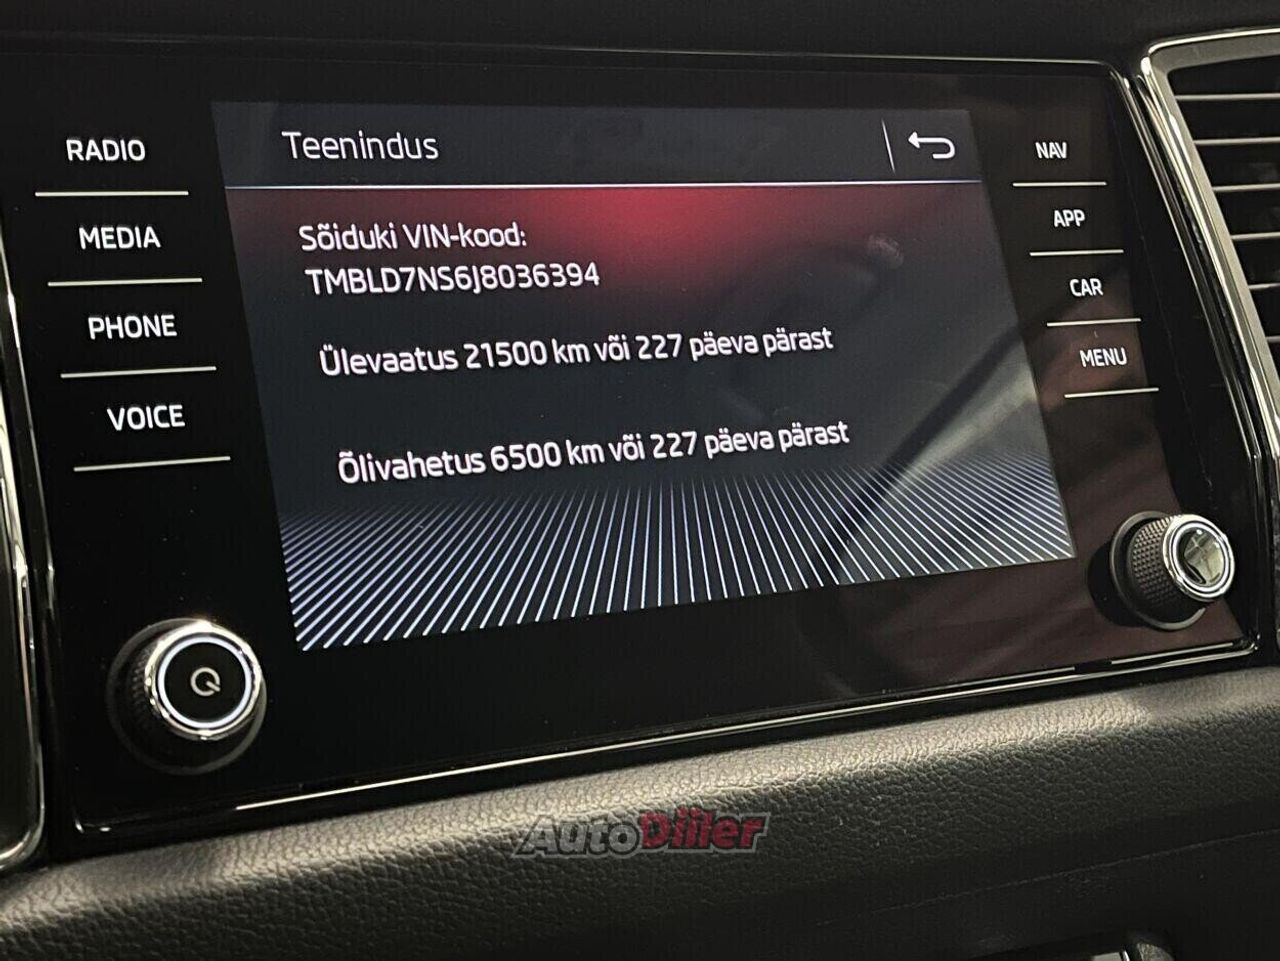 RADIO
MEDIA
PHONE
VOICE
Teenindus
Sõiduki VIN-kood:
TMBLD7NS6J8036394
Ülevaatus 21500 km või 227 päeva pärast
Õlivahetus 6500 km või 227 päeva pärast
NAV
APP
CAR
MENU
AutoDiiler